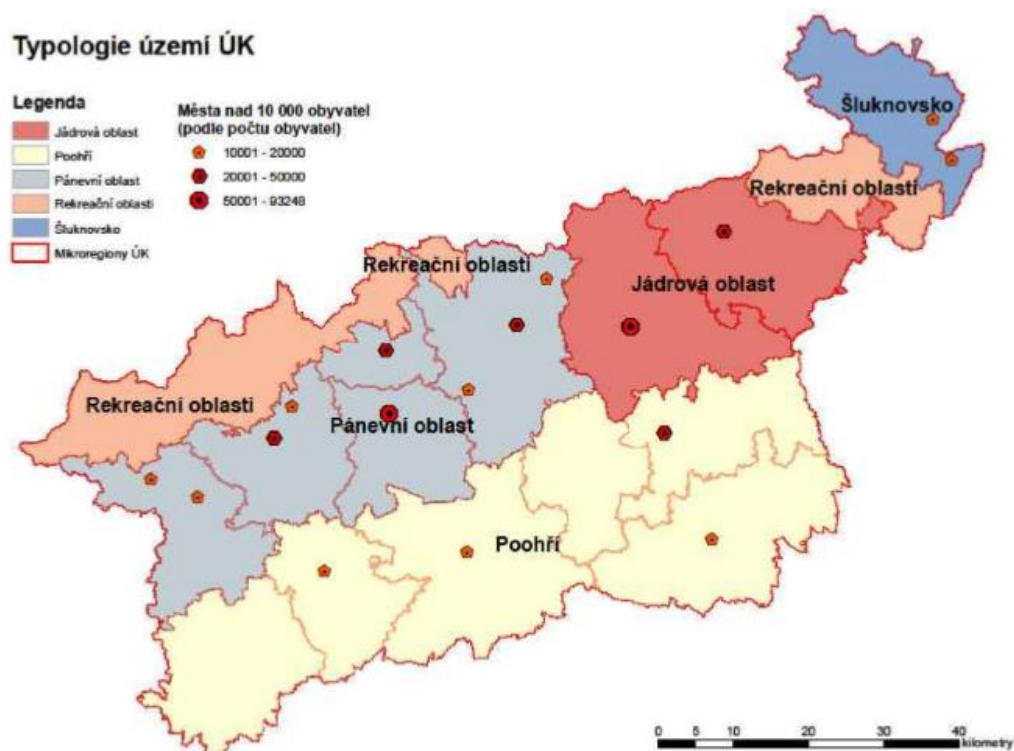 Typologie území ÚK
Legenda
Jádrová oblast
Poohří
Pánevní oblast
Rekreační oblasti
Šluknovsko
Mikroregiony ÚK
Města nad 10 000 obyvatel
(podle počtu obyvatel)
10001 - 20000
20001 - 50000
50001 - 93248
Šluknovsko
Rekreační oblasti
Rekreační oblasti
Jádrová oblast
Rekreační oblasti
Pánevní oblast
Poohří
0 5 10 20 30 40
kilometry